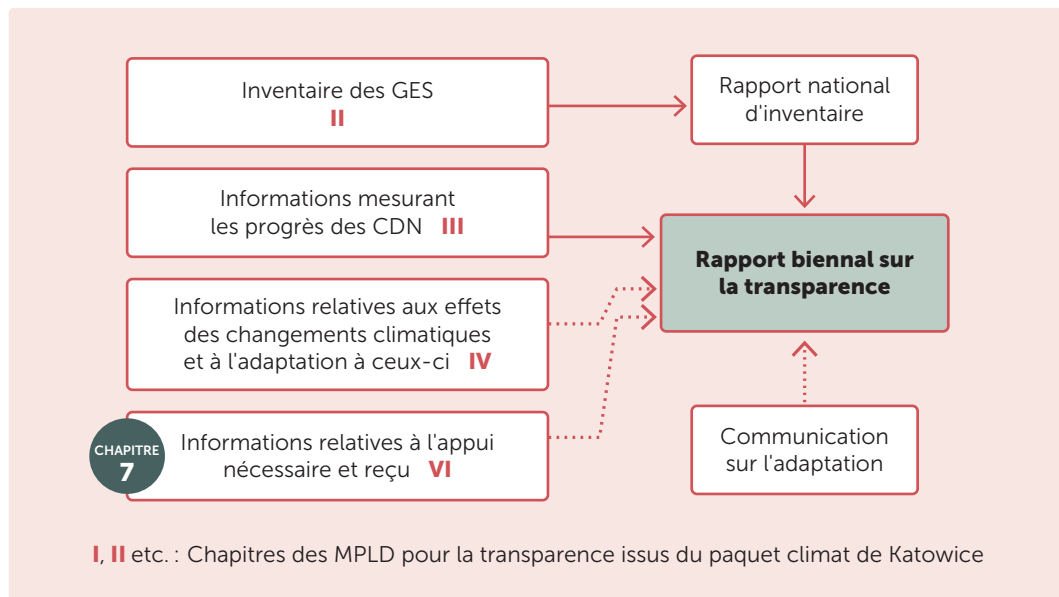 Inventaire des GES
II
Rapport national
d'inventaire
Informations mesurant
les progrès des CDN III
Rapport biennal sur
la transparence
Informations relatives aux effets
des changements climatiques
et à l'adaptation à ceux-ci IV
CHAPITRE
7
Informations relatives à l'appui
nécessaire et reçu VI
Communication
sur l'adaptation
I, II etc. : Chapitres des MPLD pour la transparence issus du paquet climat de Katowice